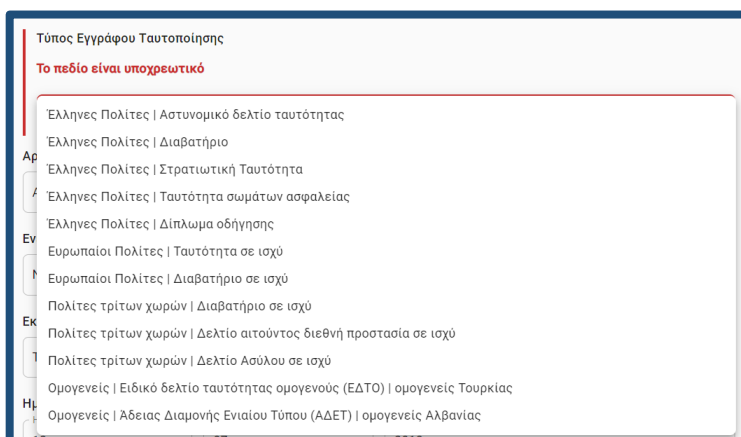 Τύπος Εγγράφου Ταυτοποίησης
Το πεδίο είναι υποχρεωτικό
Έλληνες Πολίτες | Αστυνομικό δελτίο ταυτότητας
Έλληνες Πολίτες | Διαβατήριο
Έλληνες Πολίτες | Στρατιωτική Ταυτότητα
Έλληνες Πολίτες | Ταυτότητα σωμάτων ασφαλείας
Έλληνες Πολίτες | Δίπλωμα οδήγησης
Ευρωπαίοι Πολίτες | Ταυτότητα σε ισχύ
Ευρωπαίοι Πολίτες | Διαβατήριο σε ισχύ
Πολίτες τρίτων χωρών | Διαβατήριο σε ισχύ
Πολίτες τρίτων χωρών | Δελτίο αιτούντος διεθνή προστασία σε ισχύ
Πολίτες τρίτων χωρών | Δελτίο Ασύλου σε ισχύ
Ομογενείς | Ειδικό δελτίο ταυτότητας ομογενούς (ΕΔΤΟ) | ομογενείς Τουρκίας
Ομογενείς | Άδειας Διαμονής Ενιαίου Τύπου (ΑΔΕΤ) | ομογενείς Αλβανίας